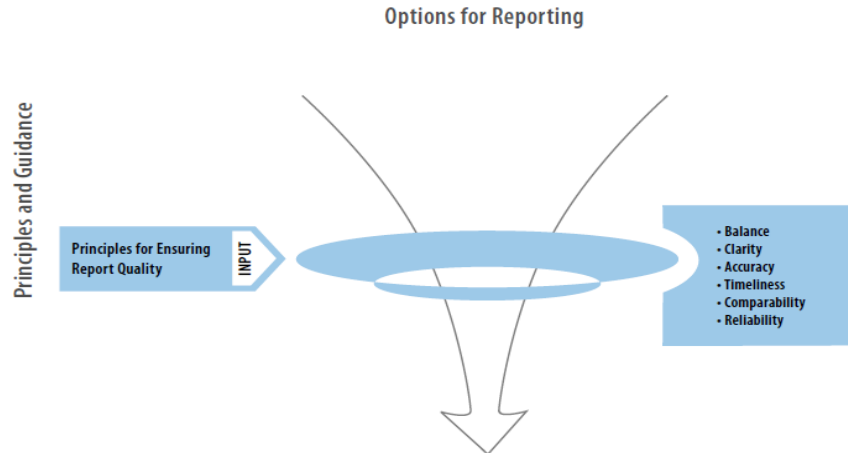 Options for Reporting
Principles and Guidance
Principles for Ensuring
Report Quality
INPUT
• Balance
• Clarity
• Accuracy
• Timeliness
• Comparability
• Reliability